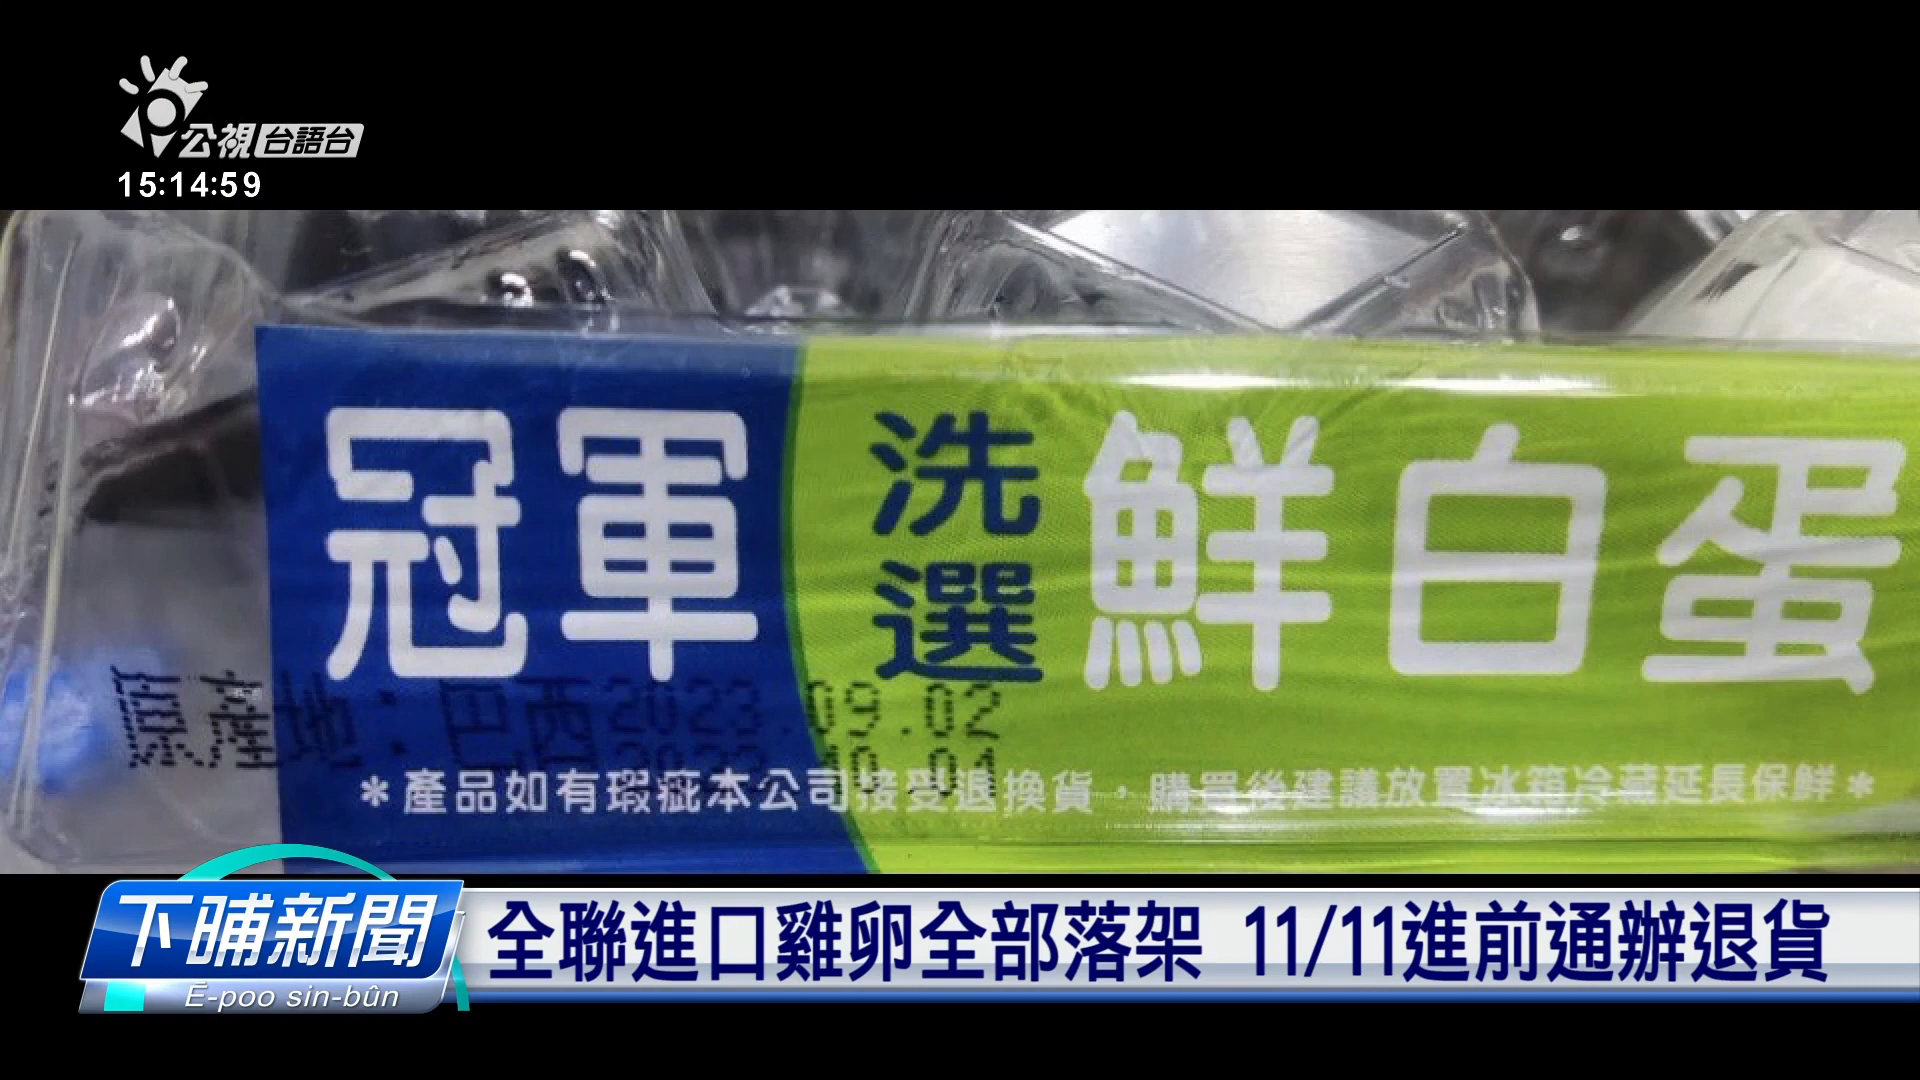 公視台語台
15:14:59
冠軍 洗選 鮮白蛋
原產地:巴西 2023.09.02
*產品如有瑕疵本公司接受退換貨,購買後建議放置冰箱冷藏延長保鮮*
下晡新聞
Ē-poo sin-bûn
全聯進口雞卵全部落架 11/11進前通辦退貨